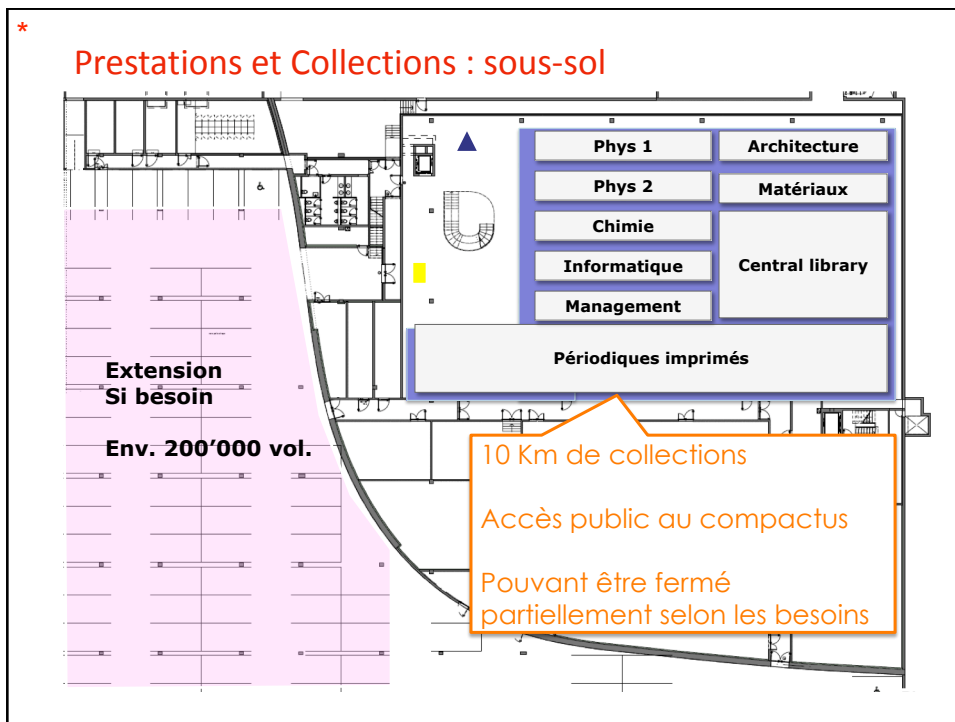 *
Prestations et Collections : sous-sol
Phys 1
Architecture
Phys 2
Matériaux
Chimie
Informatique
Central library
Management
Périodiques imprimés
Extension
Si besoin
Env. 200’000 vol.
10 Km de collections
Accès public au compactus
Pouvant être fermé
partiellement selon les besoins